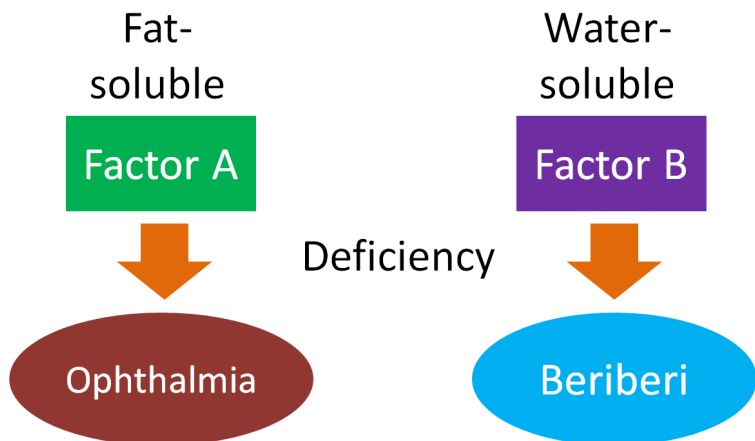 Fat-
soluble
Factor A
Water-
soluble
Factor B
Deficiency
Ophthalmia
Beriberi